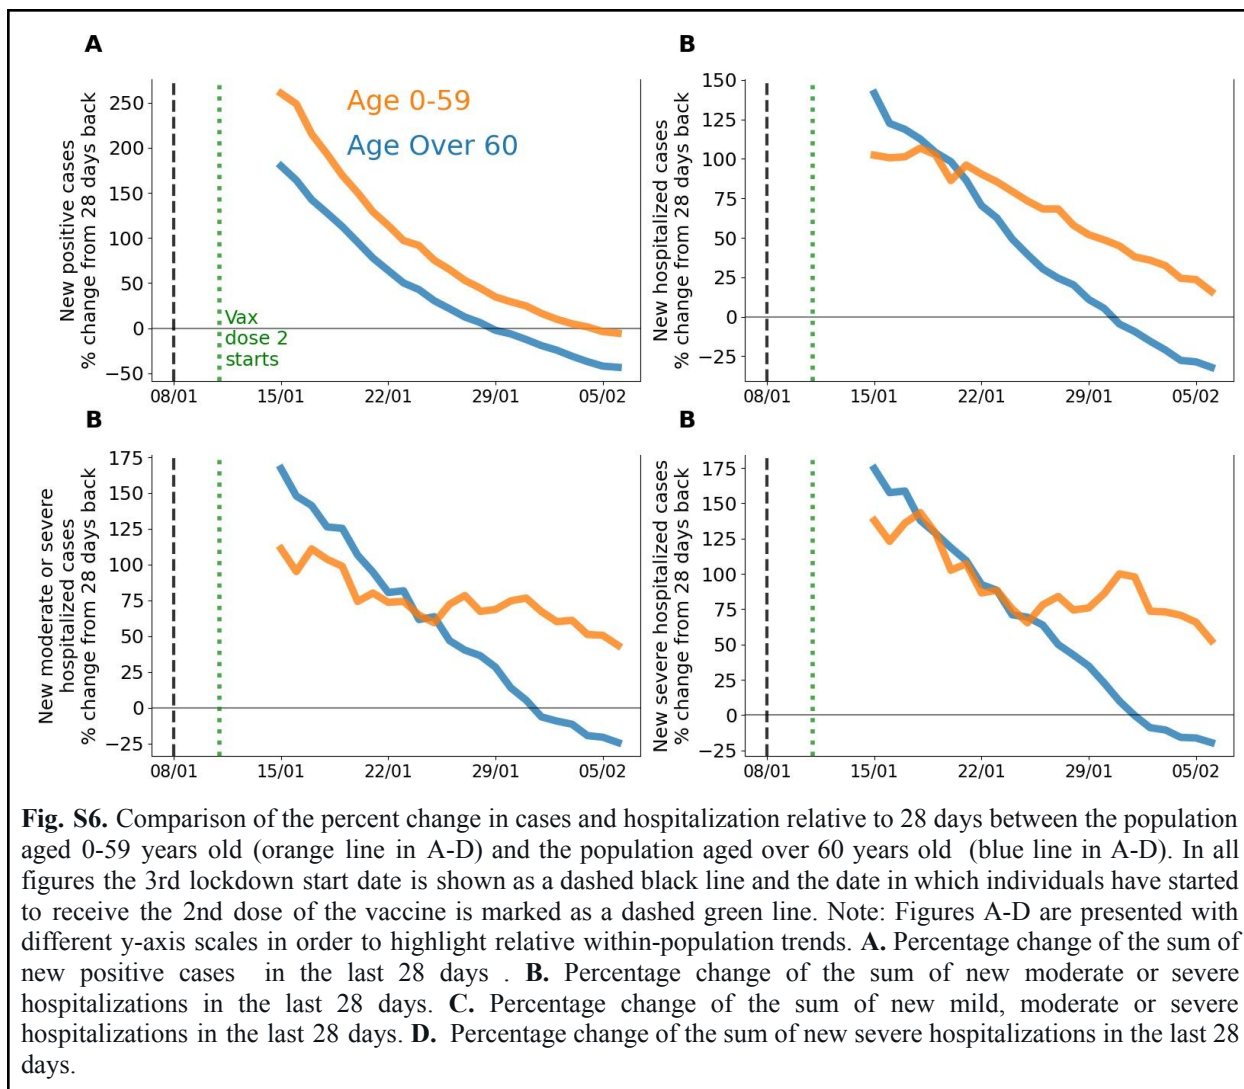 A
New positive cases
% change from 28 days back
250
200
150
100
50
0
−50
Age 0-59
Age Over 60
Vax
dose 2
starts
08/01 15/01 22/01 29/01 05/02
B
New hospitalized cases
% change from 28 days back
150
125
100
75
50
25
0
−25
08/01 15/01 22/01 29/01 05/02
B
New moderate or severe
hospitalized cases
% change from 28 days back
175
150
125
100
75
50
25
0
−25
08/01 15/01 22/01 29/01 05/02
B
New severe hospitalized cases
% change from 28 days back
175
150
125
100
75
50
25
0
−25
08/01 15/01 22/01 29/01 05/02
Fig. S6. Comparison of the percent change in cases and hospitalization relative to 28 days between the population
aged 0-59 years old (orange line in A-D) and the population aged over 60 years old (blue line in A-D). In all
figures the 3rd lockdown start date is shown as a dashed black line and the date in which individuals have started
to receive the 2nd dose of the vaccine is marked as a dashed green line. Note: Figures A-D are presented with
different y-axis scales in order to highlight relative within-population trends. A. Percentage change of the sum of
new positive cases in the last 28 days . B. Percentage change of the sum of new moderate or severe
hospitalizations in the last 28 days. C. Percentage change of the sum of new mild, moderate or severe
hospitalizations in the last 28 days. D. Percentage change of the sum of new severe hospitalizations in the last 28
days.